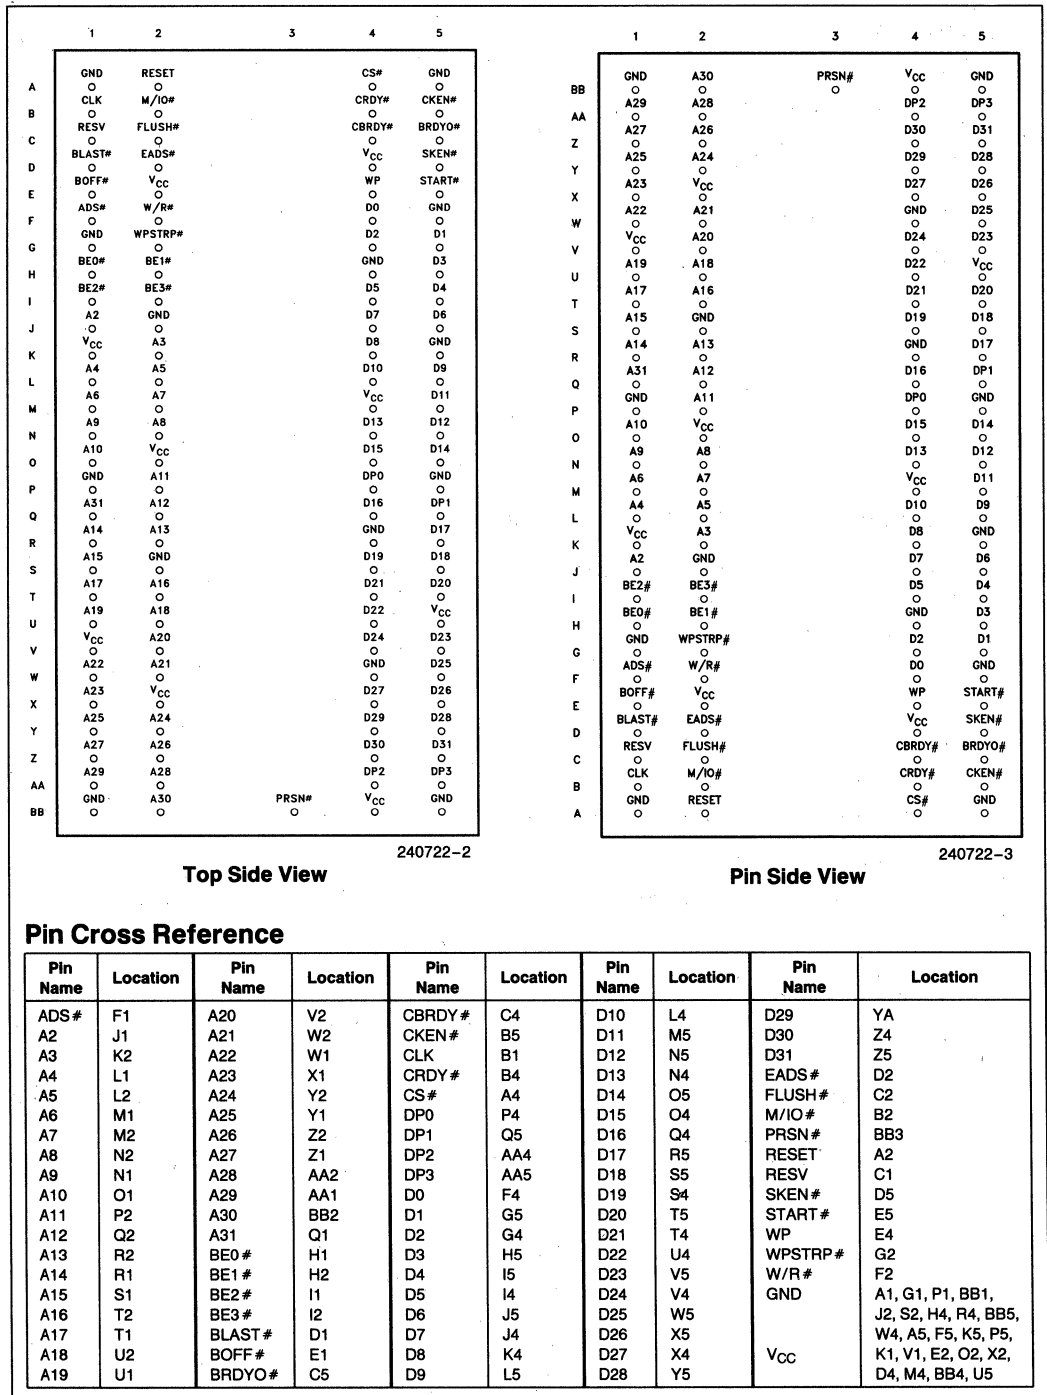 1 2 3 4 5
GND RESET CS# GND
A
CLK M/IO# CRDY# CKEN#
B
RESV FLUSH# CBRDY# BRDYO#
C
BLAST# EADS# VCC SKEN#
D
BOFF# VCC WP START#
E
ADS# W/R# D0 GND
F
GND WPSTRP# D2 D1
G
BE0# BE1# GND D3
H
BE2# BE3# D5 D4
I
A2 GND D7 D6
J
VCC A3 D8 GND
K
A4 A5 D10 D9
L
A6 A7 VCC D11
M
A9 A8 D13 D12
N
A10 VCC D15 D14
O
GND A11 DP0 GND
P
A31 A12 D16 DP1
Q
A14 A13 GND D17
R
A15 GND D19 D18
S
A17 A16 D21 D20
T
A19 A18 D22 VCC
U
VCC A20 D24 D23
V
A22 A21 GND D25
W
A23 VCC D27 D26
X
A25 A24 D29 D28
Y
A27 A26 D30 D31
Z
A29 A28 DP2 DP3
AA
GND A30 PRSN# VCC GND
BB
240722-2
Top Side View
1 2 3 4 5
GND A30 PRSN# VCC GND
BB
A29 A28 DP2 DP3
AA
A27 A26 D30 D31
Z
A25 A24 D29 D28
Y
A23 VCC D27 D26
X
A22 A21 GND D25
W
VCC A20 D24 D23
V
A19 A18 D22 VCC
U
A17 A16 D21 D20
T
A15 GND D19 D18
S
A14 A13 GND D17
R
A31 A12 D16 DP1
Q
GND A11 DP0 GND
P
A10 VCC D15 D14
O
A9 A8 D13 D12
N
A6 A7 VCC D11
M
A4 A5 D10 D9
L
VCC A3 D8 GND
K
A2 GND D7 D6
J
BE2# BE3# D5 D4
I
BE0# BE1# GND D3
H
GND WPSTRP# D2 D1
G
ADS# W/R# D0 GND
F
BOFF# VCC WP START#
E
BLAST# EADS# VCC SKEN#
D
RESV FLUSH# CBRDY# BRDYO#
C
CLK M/IO# CRDY# CKEN#
B
GND RESET CS# GND
A
240722-3
Pin Side View
Pin Cross Reference
Pin Name Location Pin Name Location Pin Name Location Pin Name Location Pin Name Location
ADS# F1 A20 V2 CBRDY# C4 D10 L4 D29 YA
A2 J1 A21 W2 CKEN# B5 D11 M5 D30 Z4
A3 K2 A22 W1 CLK B1 D12 N5 D31 Z5
A4 L1 A23 X1 CRDY# B4 D13 N4 EADS# D2
A5 L2 A24 Y2 CS# A4 D14 O5 FLUSH# C2
A6 M1 A25 Y1 DP0 P4 D15 O4 M/IO# B2
A7 M2 A26 Z2 DP1 Q5 D16 Q4 PRSN# BB3
A8 N2 A27 Z1 DP2 AA4 D17 R5 RESET A2
A9 N1 A28 AA2 DP3 AA5 D18 S5 RESV C1
A10 O1 A29 AA1 D0 F4 D19 S4 SKEN# D5
A11 P2 A30 BB2 D1 G5 D20 T5 START# E5
A12 Q2 A31 Q1 D2 G4 D21 T4 WP E4
A13 R2 BE0# H1 D3 H5 D22 U4 WPSTRP# G2
A14 R1 BE1# H2 D4 I5 D23 V5 W/R# F2
A15 S1 BE2# I1 D5 I4 D24 V4 GND A1, G1, P1, BB1,
A16 T2 BE3# I2 D6 J5 D25 W5 J2, S2, H4, R4, BB5,
A17 T1 BLAST# D1 D7 J4 D26 X5 W4, A5, F5, K5, P5,
A18 U2 BOFF# E1 D8 K4 D27 X4 VCC K1, V1, E2, O2, X2,
A19 U1 BRDYO# C5 D9 L5 D28 Y5 D4, M4, BB4, U5